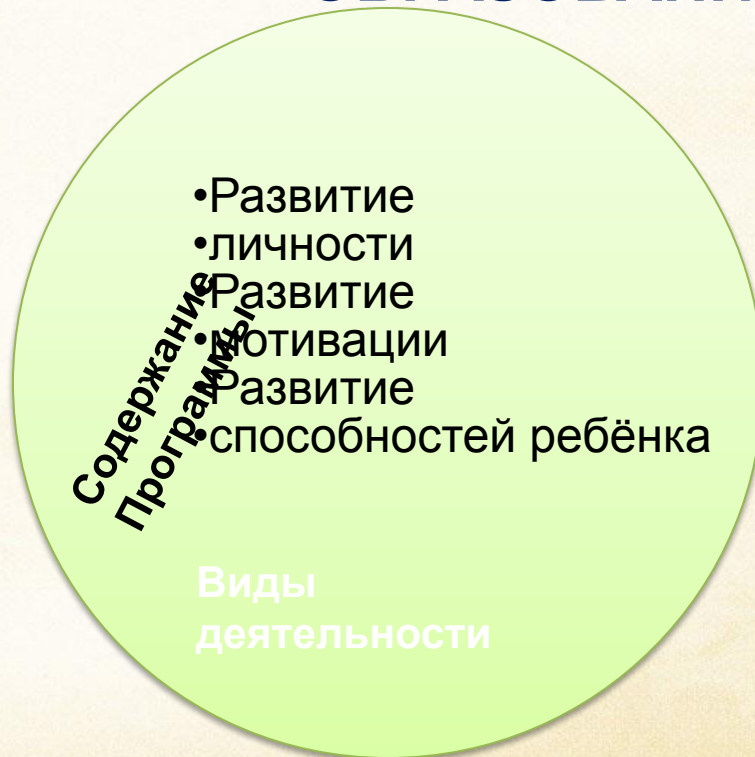 •Развитие
•личности
•Развитие
•мотивации
•Развитие
•способностей ребёнка
Содержание
Программы
Виды
деятельности